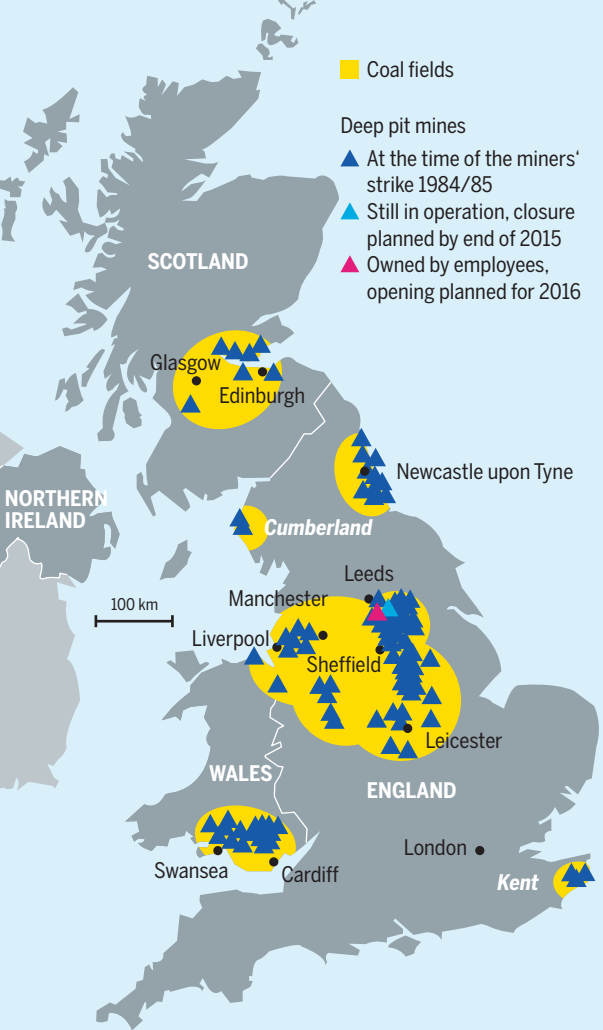 Coal fields
Deep pit mines
At the time of the miners‘
strike 1984/85
Still in operation, closure
planned by end of 2015
Owned by employees,
opening planned for 2016
SCOTLAND
Glasgow
Edinburgh
Newcastle upon Tyne
NORTHERN
IRELAND
Cumberland
Leeds
100 km
Manchester
Liverpool
Sheffield
Leicester
WALES
ENGLAND
London
Swansea
Cardiff
Kent